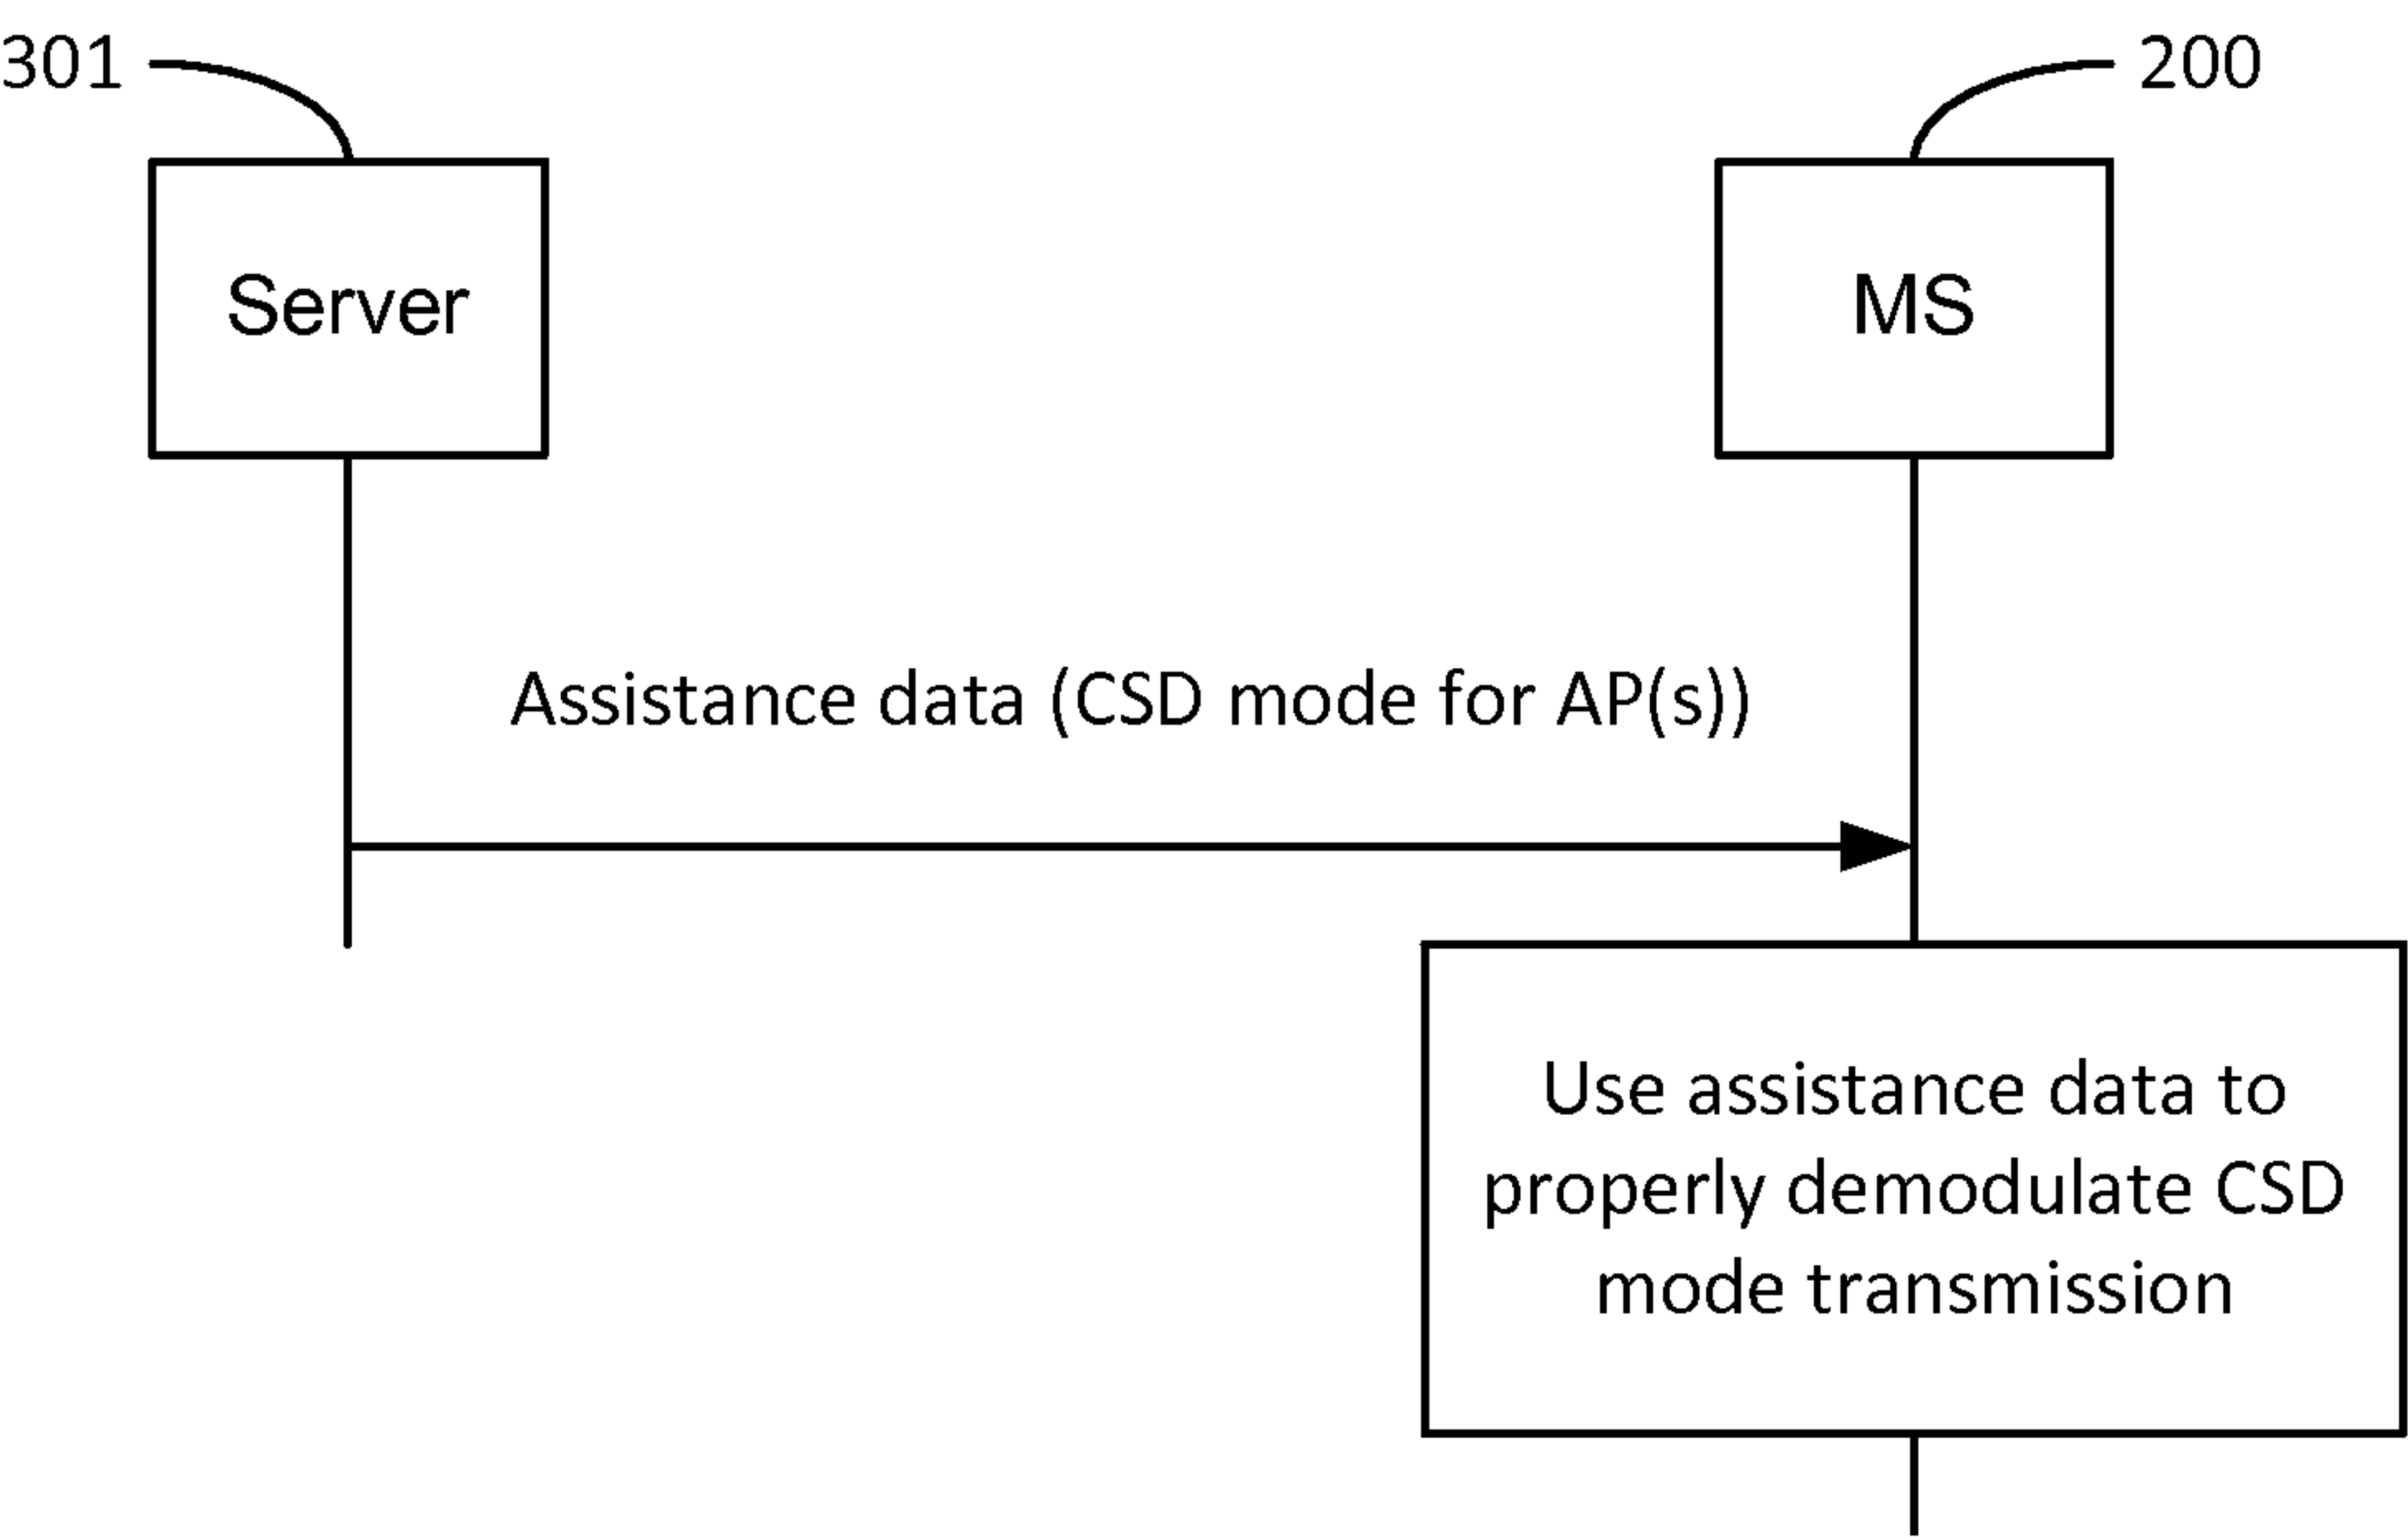 301
200
Server
MS
Assistance data (CSD mode for AP(s))
Use assistance data to
properly demodulate CSD
mode transmission